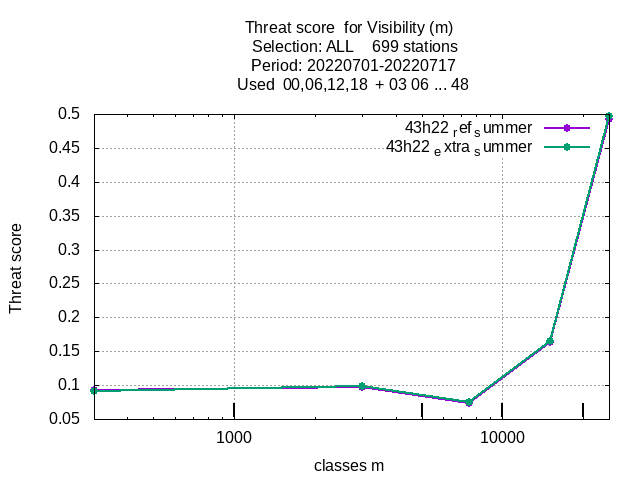 Threat score  for Visibility (m)
Selection: ALL    699 stations
Period: 20220701-20220717
Used  00,06,12,18  + 03 06 ... 48
43h22 ref summer
43h22 extra summer
0.5
0.45
0.4
0.35
0.3
0.25
0.2
0.15
0.1
0.05
Threat score
1000 10000
classes m